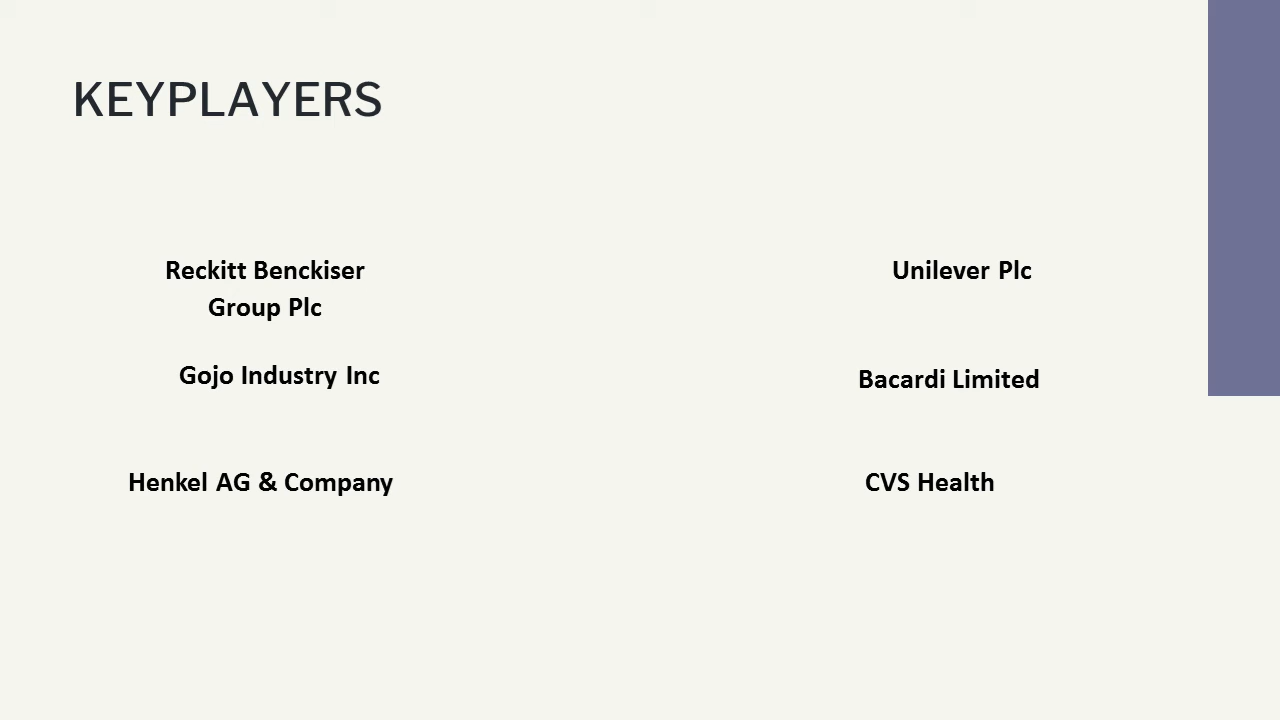 KEYPLAYERS
Reckitt Benckiser
Group Plc
Unilever Plc
Gojo Industry Inc
Bacardi Limited
Henkel AG & Company
CVS Health